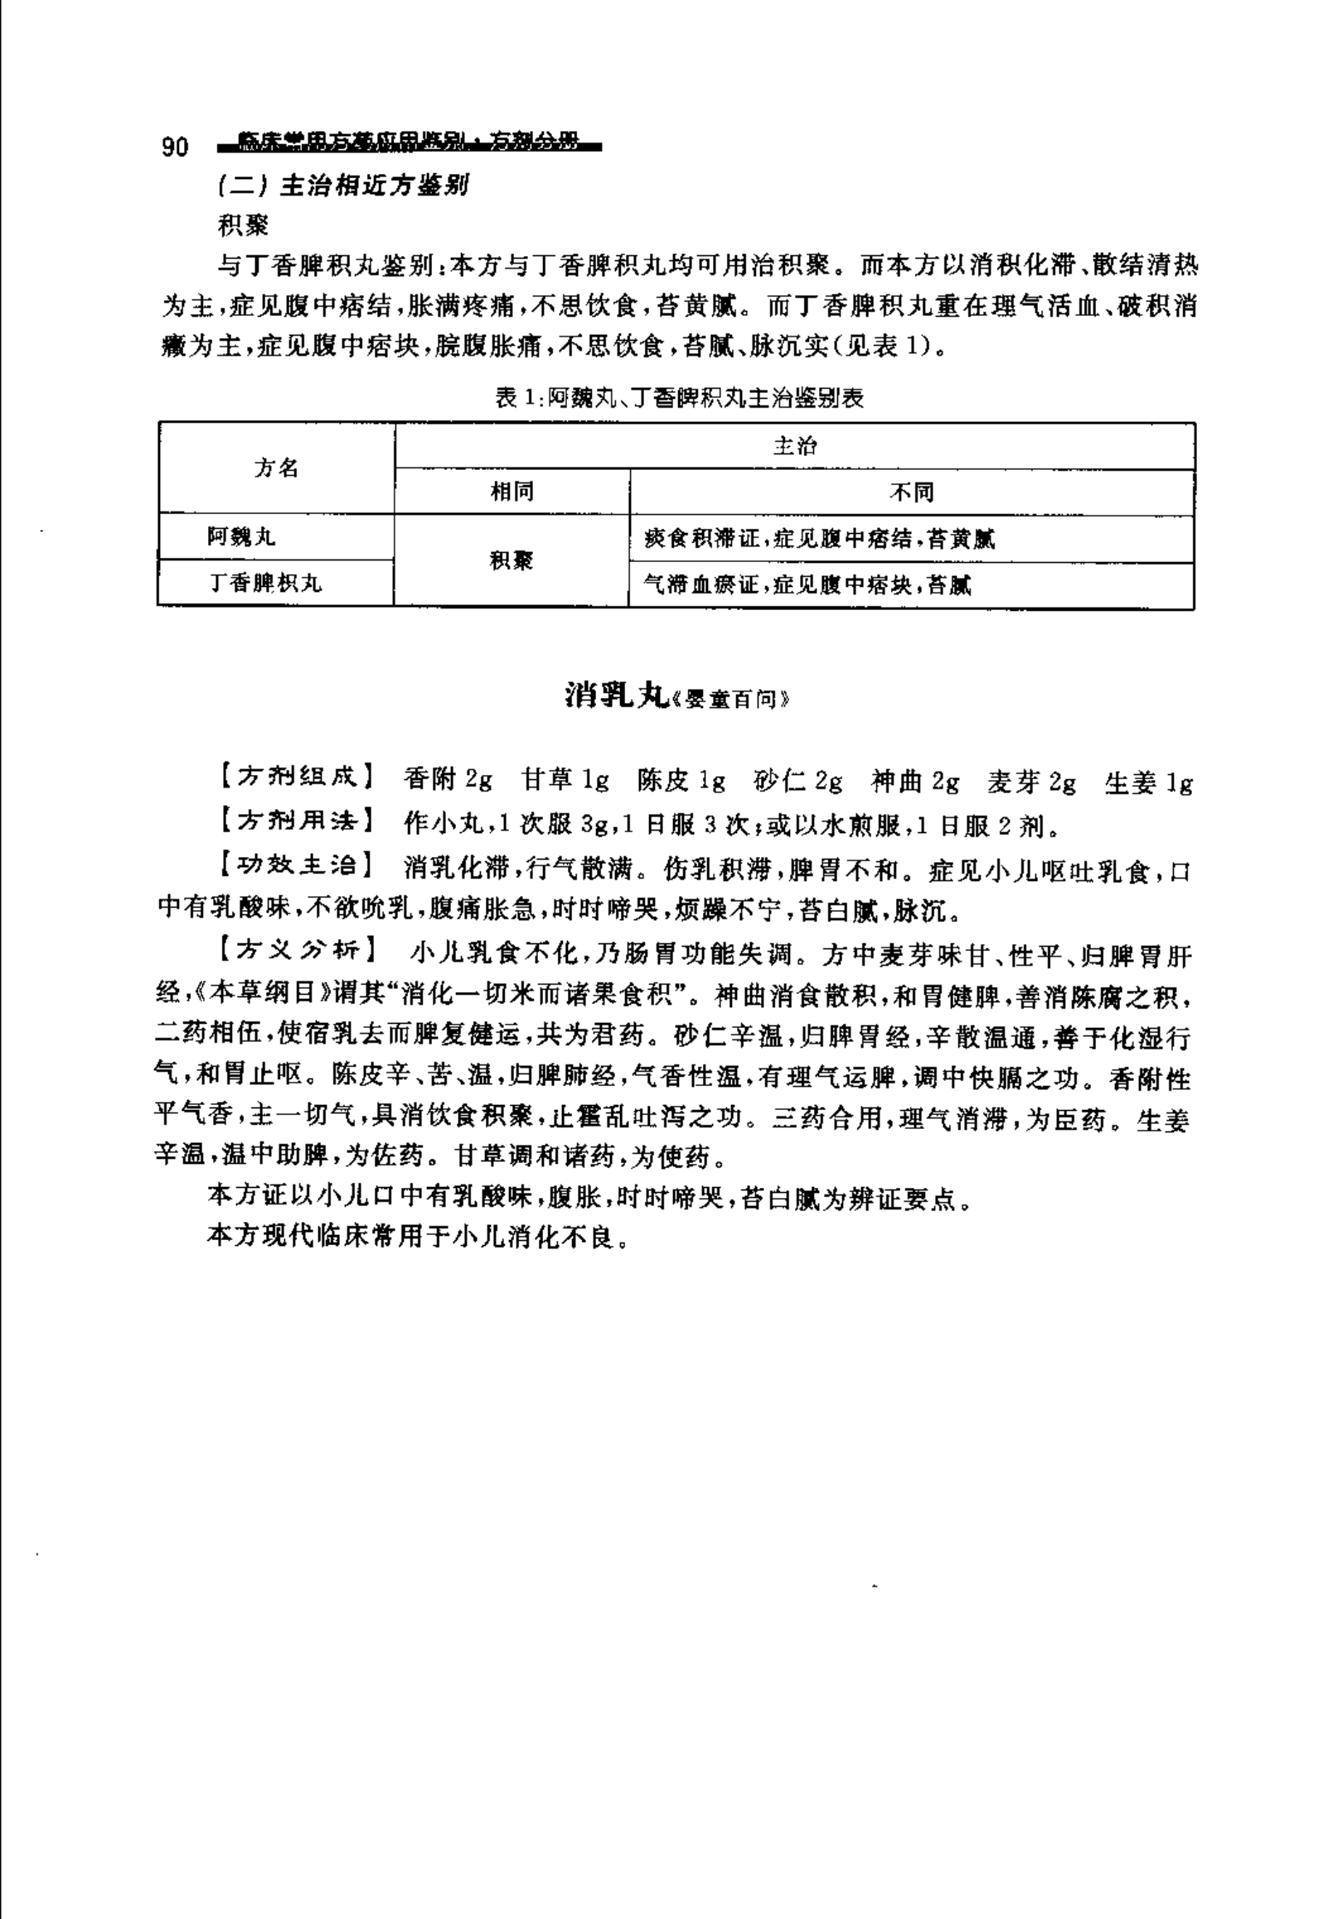 90 临床常用方药应用鉴别·方剂分册
(二)主治相近方鉴别
积聚
与丁香脾积丸鉴别:本方与丁香脾积丸均可用治积聚。而本方以消积化滞、散结清热
为主,症见腹中痞结,胀满疼痛,不思饮食,苔黄腻。而丁香脾积丸重在理气活血、破积消
癥为主,症见腹中痞块,脘腹胀痛,不思饮食,苔腻、脉沉实(见表1)。
表1:阿魏丸、丁香脾积丸主治鉴别表
方名
主治
相同
不同
阿魏丸
积聚
痰食积滞证,症见腹中痞结,苔黄腻
丁香脾枳丸
气滞血瘀证,症见腹中痞块,苔腻
消乳丸《婴童百问》
【方剂组成】 香附2g 甘草1g 陈皮1g 砂仁2g 神曲2g 麦芽2g 生姜1g
【方剂用法】 作小丸,1次服3g,1日服3次;或以水煎服,1日服2剂。
【功效主治】 消乳化滞,行气散满。伤乳积滞,脾胃不和。症见小儿呕吐乳食,口
中有乳酸味,不欲吮乳,腹痛胀急,时时啼哭,烦躁不宁,苔白腻,脉沉。
【方义分析】 小儿乳食不化,乃肠胃功能失调。方中麦芽味甘、性平、归脾胃肝
经,《本草纲目》谓其“消化一切米而诸果食积”。神曲消食散积,和胃健脾,善消陈腐之积,
二药相伍,使宿乳去而脾复健运,共为君药。砂仁辛温,归脾胃经,辛散温通,善于化湿行
气,和胃止呕。陈皮辛、苦、温,归脾肺经,气香性温,有理气运脾,调中快膈之功。香附性
平气香,主一切气,具消饮食积聚,止霍乱吐泻之功。三药合用,理气消滞,为臣药。生姜
辛温,温中助脾,为佐药。甘草调和诸药,为使药。
本方证以小儿口中有乳酸味,腹胀,时时啼哭,苔白腻为辨证要点。
本方现代临床常用于小儿消化不良。